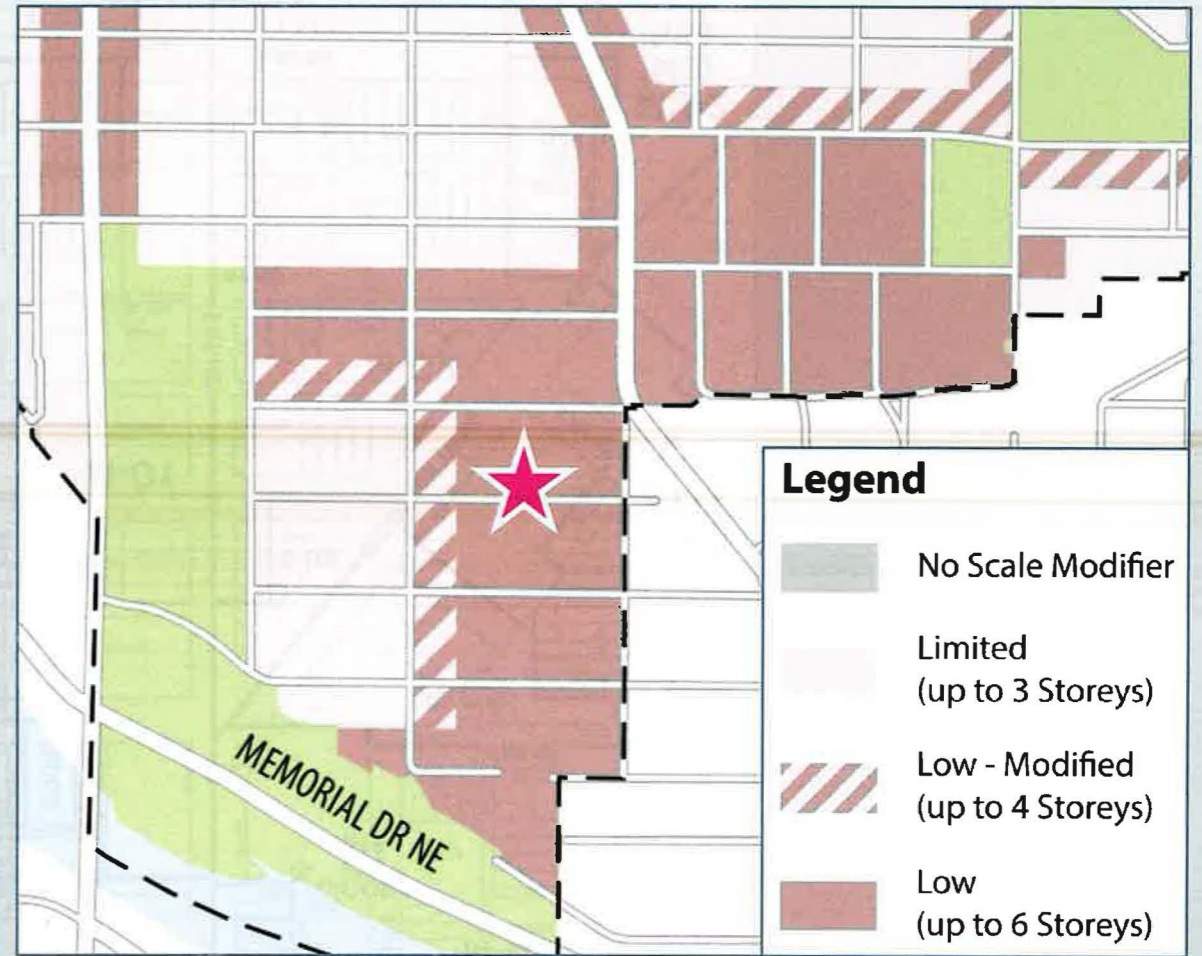 MEMORIAL DR NE
Legend
No Scale Modifier
Limited
(up to 3 Storeys)
Low - Modified
(up to 4 Storeys)
Low
(up to 6 Storeys)